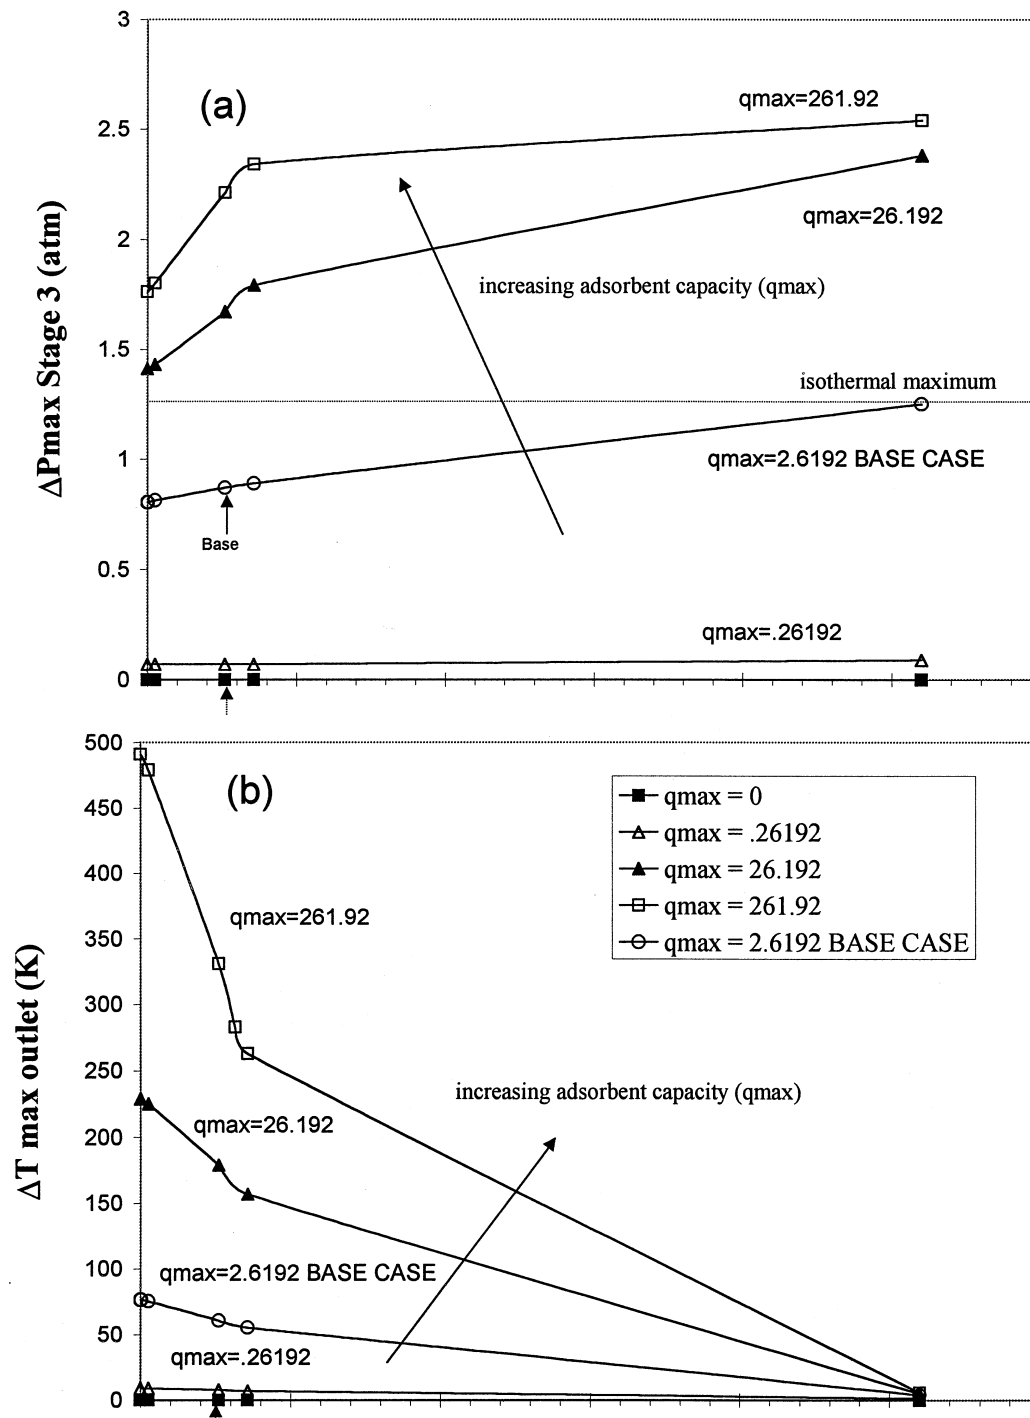 3
(a)
qmax=261.92
2.5
qmax=26.192
2
increasing adsorbent capacity (qmax)
1.5
isothermal maximum
1
qmax=2.6192 BASE CASE
Base
0.5
qmax=.26192
0
ΔPmax Stage 3 (atm)
500
(b)
qmax = 0
450
qmax = .26192
400
qmax = 26.192
qmax=261.92
350
qmax = 261.92
qmax = 2.6192 BASE CASE
300
250
increasing adsorbent capacity (qmax)
200
qmax=26.192
150
100
qmax=2.6192 BASE CASE
50
qmax=.26192
0
ΔT max outlet (K)